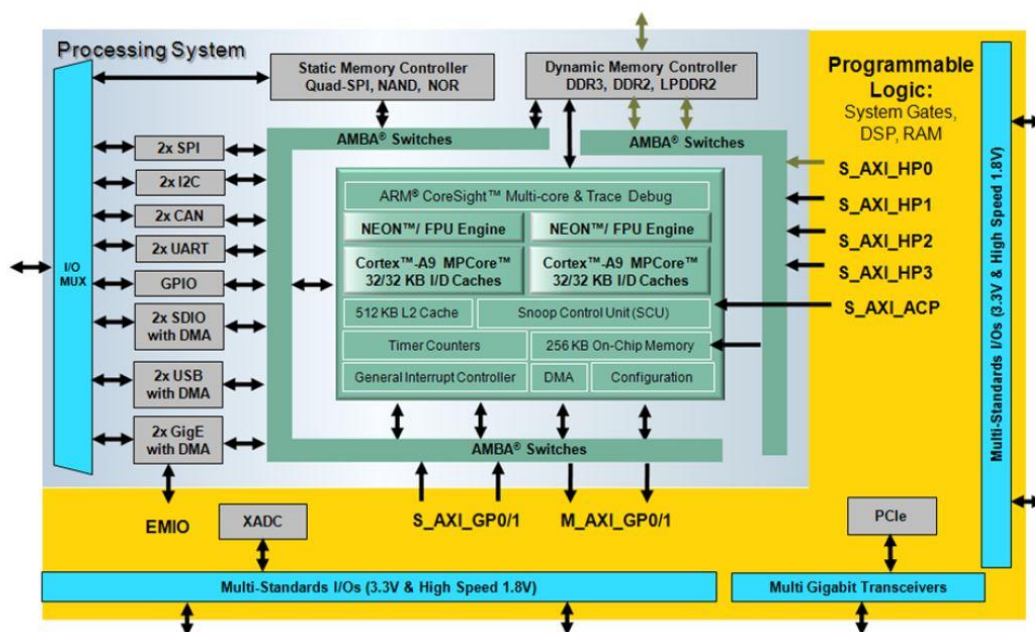 Processing System
Static Memory Controller
Quad-SPI, NAND, NOR
Dynamic Memory Controller
DDR3, DDR2, LPDDR2
Programmable
Logic:
System Gates,
DSP, RAM
AMBA® Switches
AMBA® Switches
2x SPI
2x I2C
2x CAN
2x UART
GPIO
2x SDIO
with DMA
2x USB
with DMA
2x GigE
with DMA
I/O
MUX
ARM® CoreSight™ Multi-core & Trace Debug
NEON™/ FPU Engine
NEON™/ FPU Engine
Cortex™-A9 MPCore™
32/32 KB I/D Caches
Cortex™-A9 MPCore™
32/32 KB I/D Caches
512 KB L2 Cache
Snoop Control Unit (SCU)
Timer Counters
256 KB On-Chip Memory
General Interrupt Controller
DMA
Configuration
AMBA® Switches
S_AXI_HP0
S_AXI_HP1
S_AXI_HP2
S_AXI_HP3
S_AXI_ACP
Multi-Standards I/Os (3.3V & High Speed 1.8V)
EMIO
XADC
S_AXI_GP0/1
M_AXI_GP0/1
PCIe
Multi-Standards I/Os (3.3V & High Speed 1.8V)
Multi Gigabit Transceivers